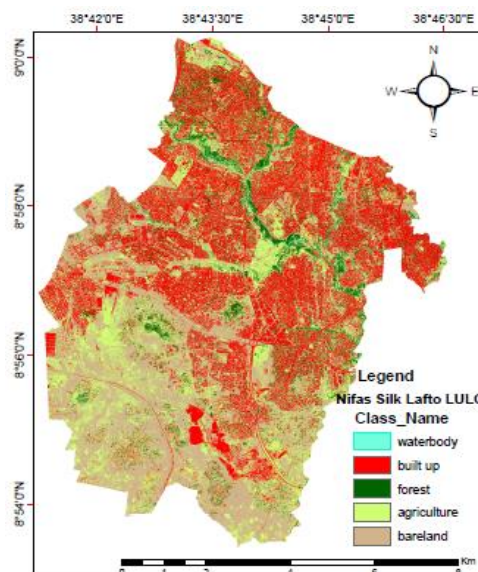 38°42'0"E 38°43'30"E 38°45'0"E 38°46'30"E
9°0'0"N
8°58'0"N
8°56'0"N
8°54'0"N
N
W E
S
Legend
Nifas Silk Lafto LULC
Class_Name
waterbody
built up
forest
agriculture
bareland
Km